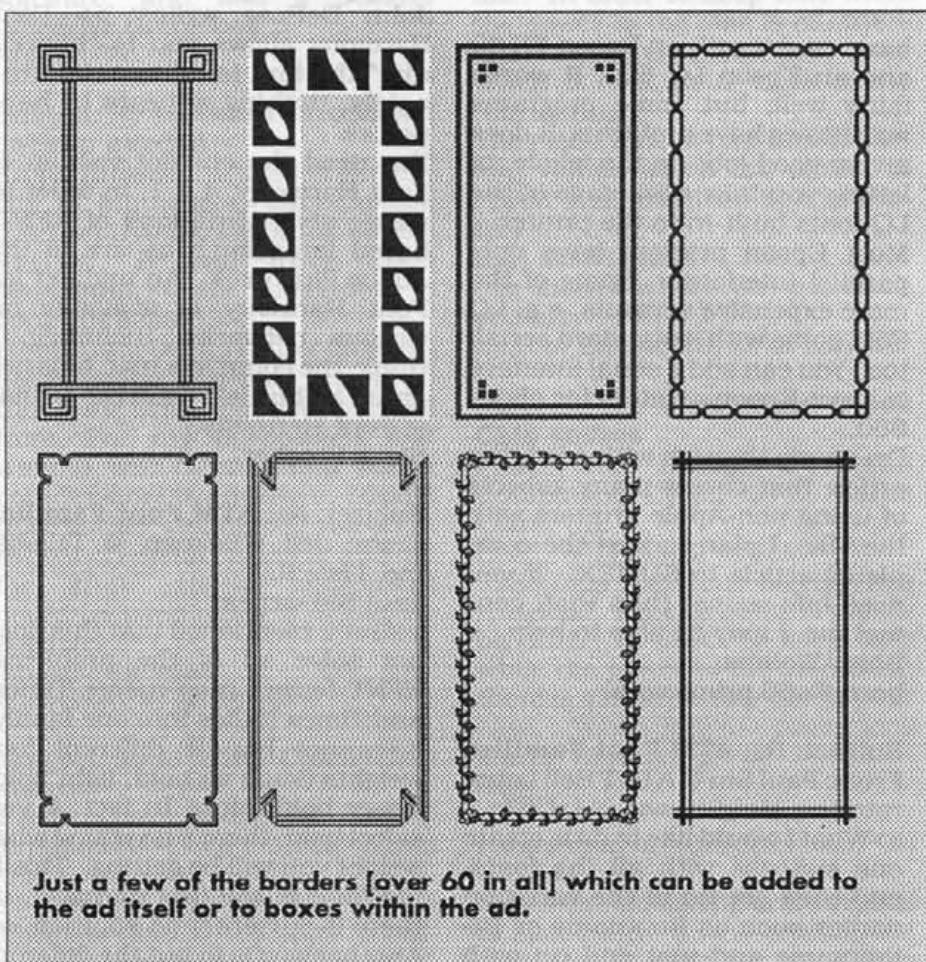 Just a few of the borders [over 60 in all] which can be added to
the ad itself or to boxes within the ad.